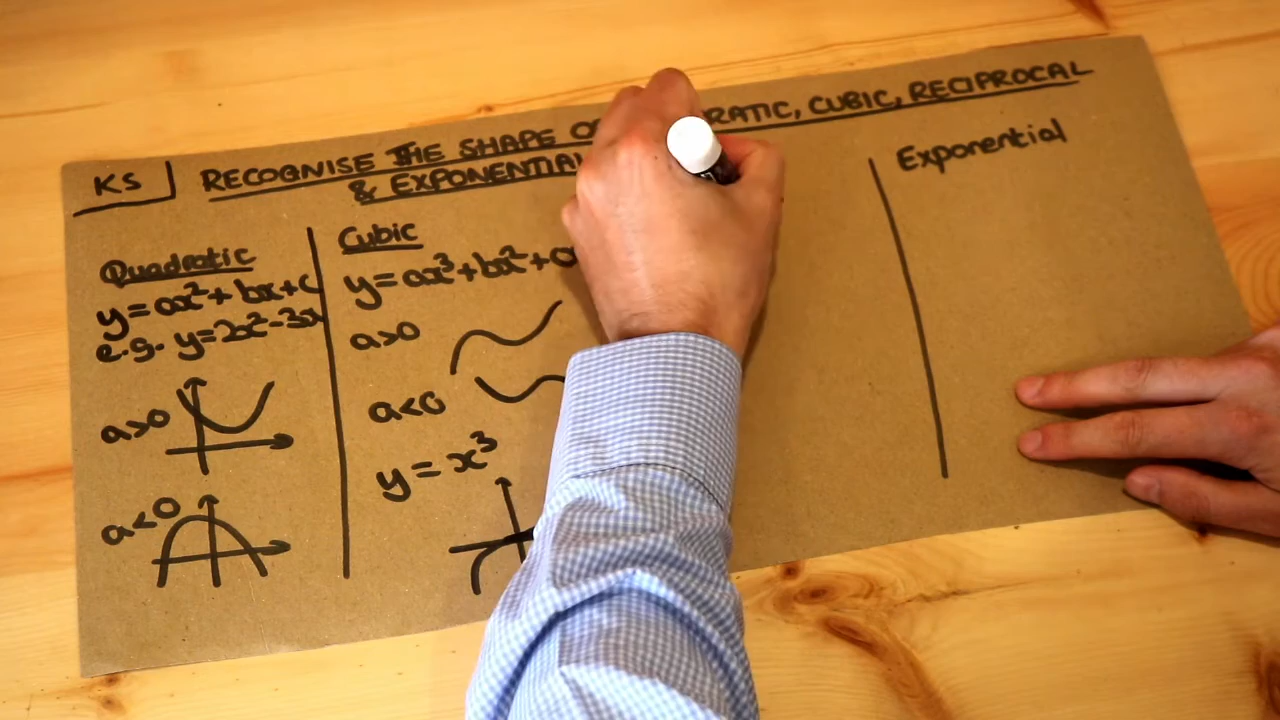 KS
RECOGNISE THE SHAPE OF RATIC, CUBIC, RECIPROCAL
& EXPONENTIAL
Exponential
Quadratic
y=ax²+bx+c
e.g. y=2x²-3x
a>0
a<0
Cubic
y=ax³+bx²+c
a>0
a<0
y=x³